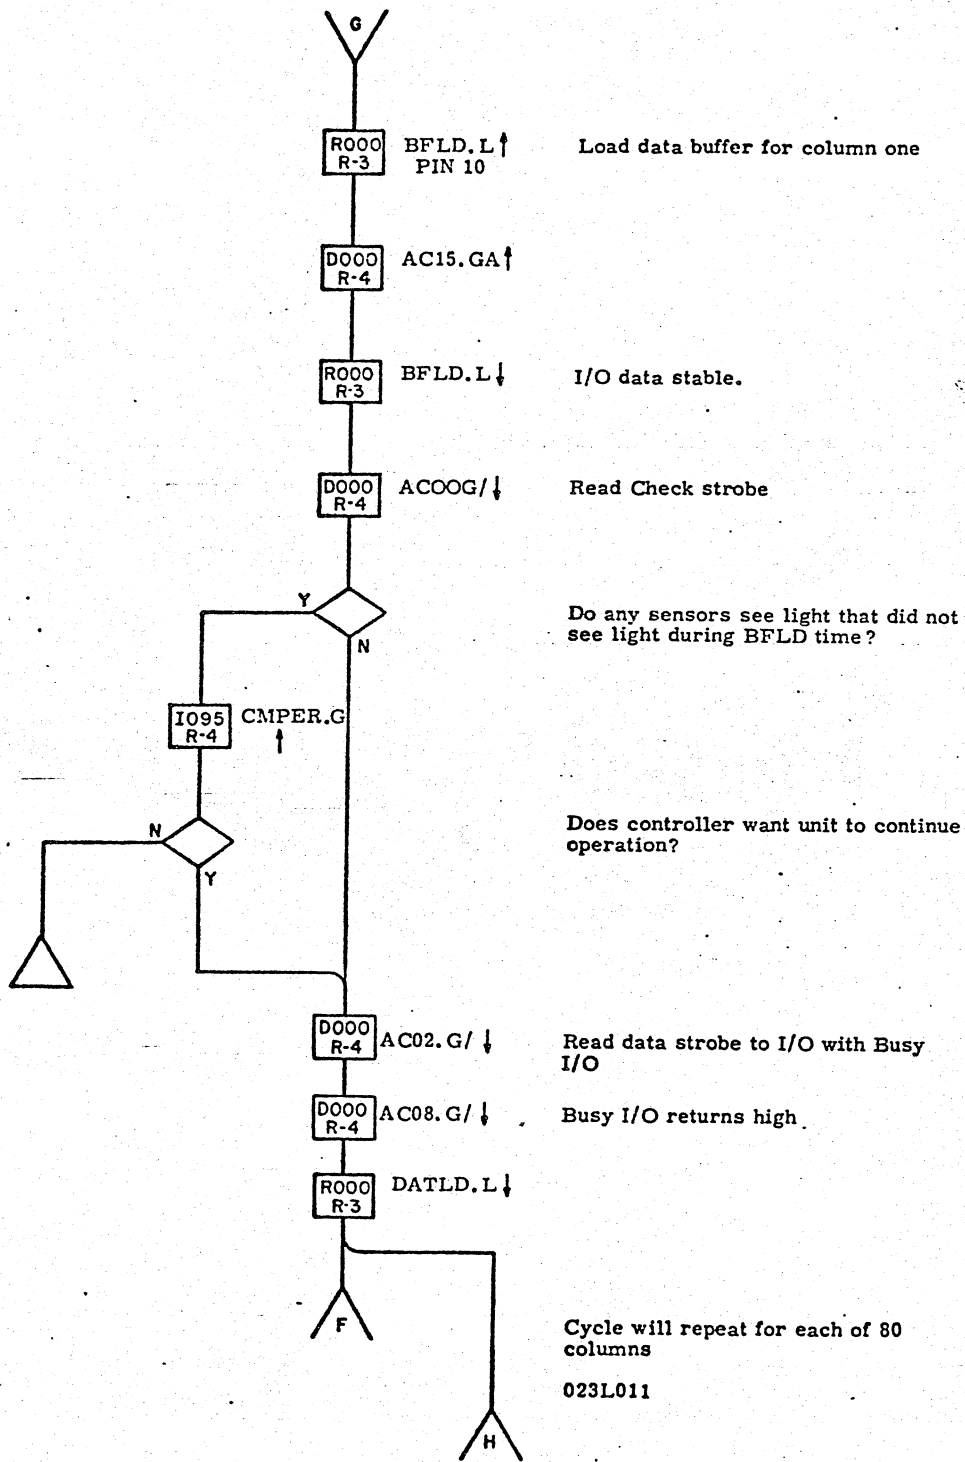 G
R000
R-3
BFLD.L↑
PIN 10
Load data buffer for column one
D000
R-4
AC15.GA↑
R000
R-3
BFLD.L↓
I/O data stable.
D000
R-4
AC00G/↓
Read Check strobe
Y
N
Do any sensors see light that did not
see light during BFLD time?
I095
R-4
CMPER.G
↑
N
Y
Does controller want unit to continue
operation?
D000
R-4
AC02.G/↓
Read data strobe to I/O with Busy
I/O
D000
R-4
AC08.G/↓
Busy I/O returns high
R000
R-3
DATLD.L↓
F
Cycle will repeat for each of 80
columns
023L011
H